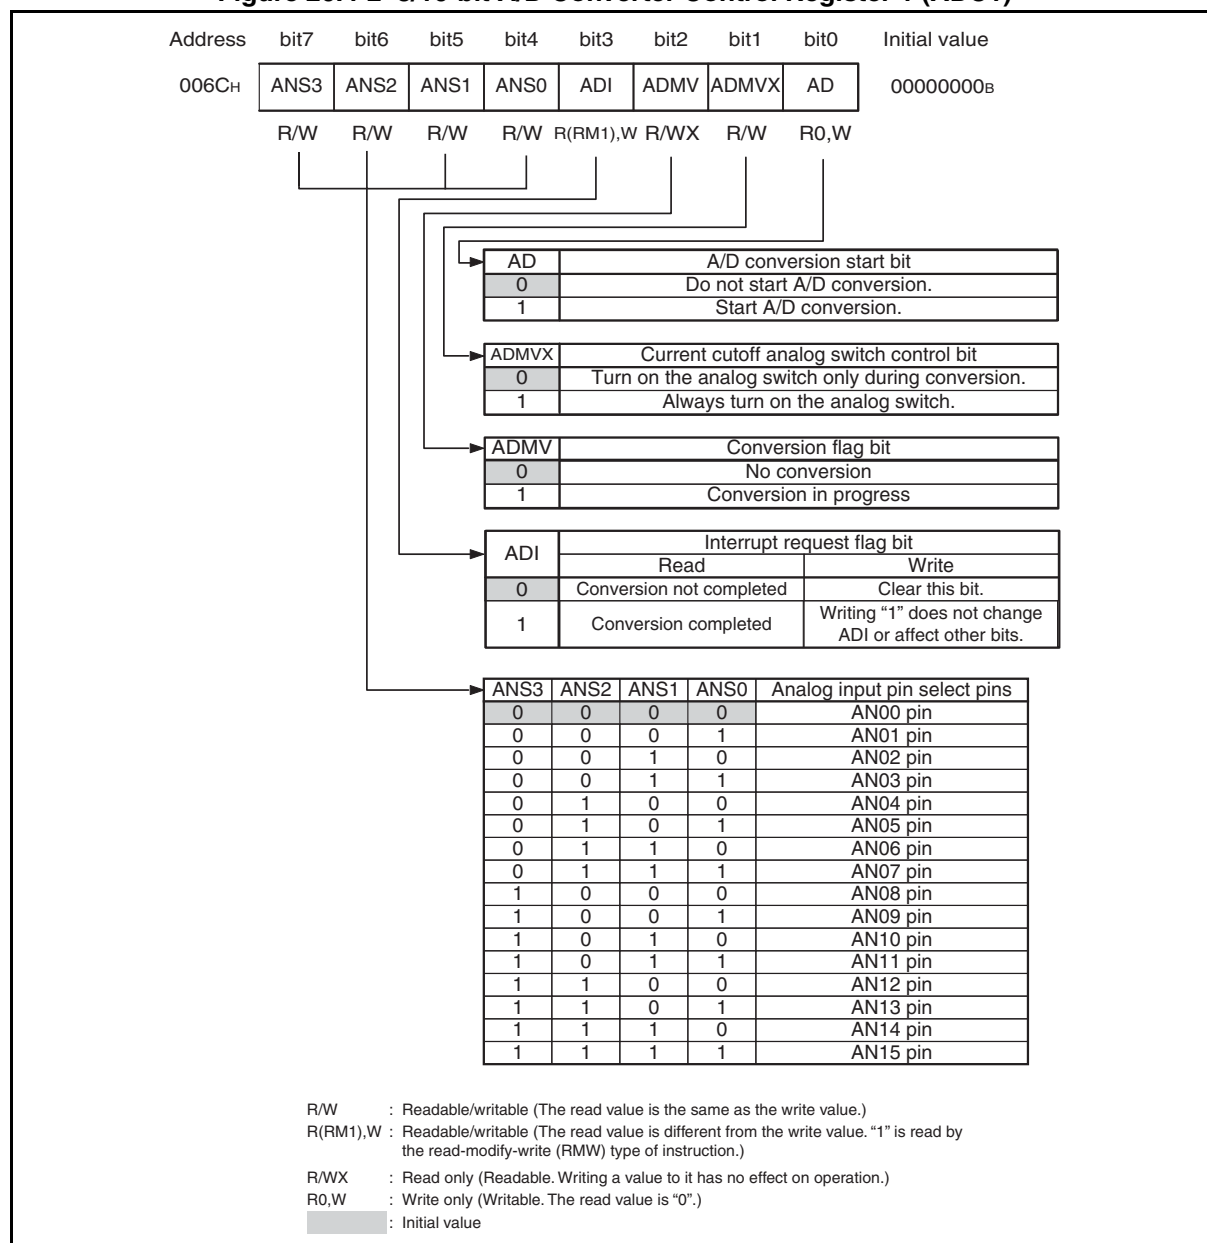 Address bit7 bit6 bit5 bit4 bit3 bit2 bit1 bit0 Initial value
006CH ANS3 ANS2 ANS1 ANS0 ADI ADMV ADMVX AD 00000000B
R/W R/W R/W R/W R(RM1),W R/WX R/W R0,W
AD A/D conversion start bit
0 Do not start A/D conversion.
1 Start A/D conversion.
ADMVX Current cutoff analog switch control bit
0 Turn on the analog switch only during conversion.
1 Always turn on the analog switch.
ADMV Conversion flag bit
0 No conversion
1 Conversion in progress
ADI Interrupt request flag bit
Read Write
0 Conversion not completed Clear this bit.
1 Conversion completed Writing “1” does not change
ADI or affect other bits.
ANS3 ANS2 ANS1 ANS0 Analog input pin select pins
0 0 0 0 AN00 pin
0 0 0 1 AN01 pin
0 0 1 0 AN02 pin
0 0 1 1 AN03 pin
0 1 0 0 AN04 pin
0 1 0 1 AN05 pin
0 1 1 0 AN06 pin
0 1 1 1 AN07 pin
1 0 0 0 AN08 pin
1 0 0 1 AN09 pin
1 0 1 0 AN10 pin
1 0 1 1 AN11 pin
1 1 0 0 AN12 pin
1 1 0 1 AN13 pin
1 1 1 0 AN14 pin
1 1 1 1 AN15 pin
R/W : Readable/writable (The read value is the same as the write value.)
R(RM1),W : Readable/writable (The read value is different from the write value. “1” is read by
the read-modify-write (RMW) type of instruction.)
R/WX : Read only (Readable. Writing a value to it has no effect on operation.)
R0,W : Write only (Writable. The read value is “0”.)
: Initial value